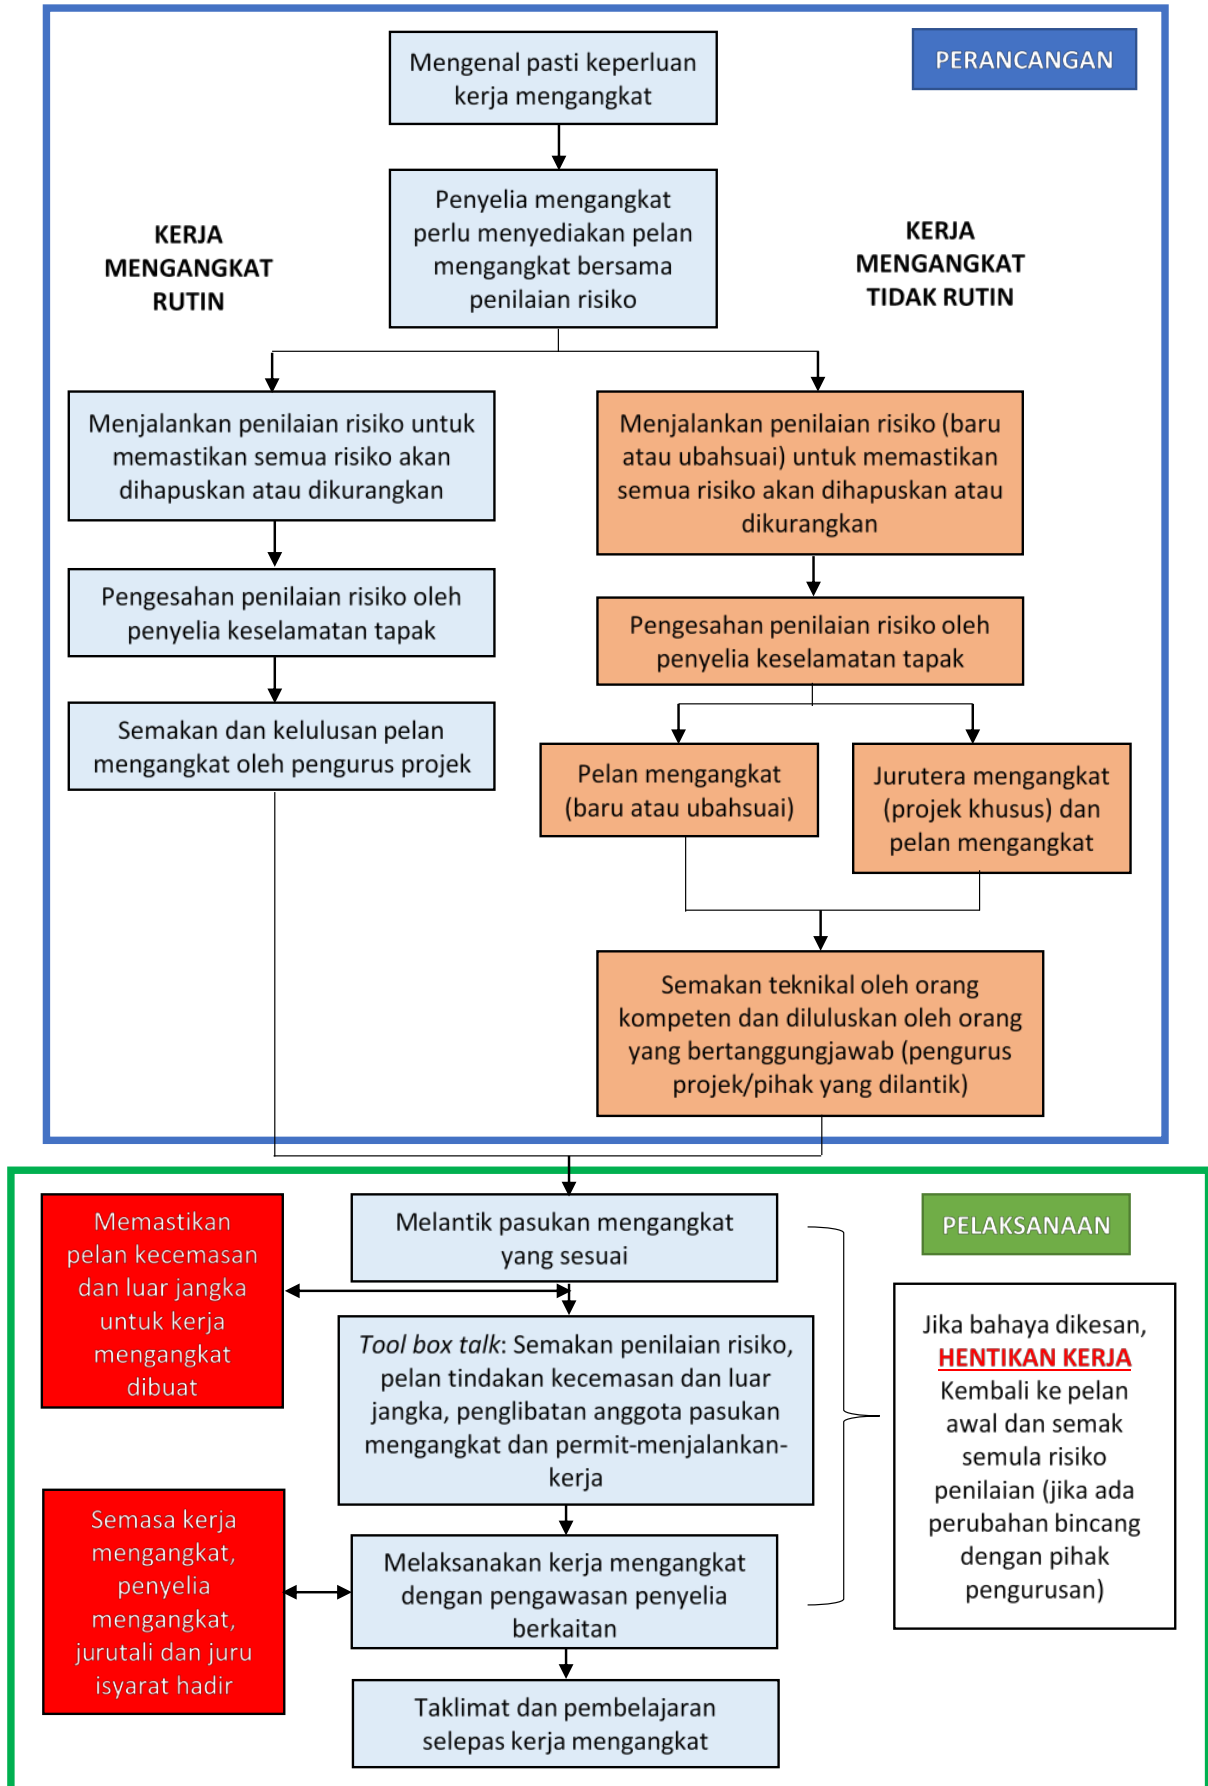 Mengenal pasti keperluan
kerja mengangkat
PERANCANGAN
Penyelia mengangkat
perlu menyediakan pelan
mengangkat bersama
penilaian risiko
KERJA
MENGANGKAT
RUTIN
KERJA
MENGANGKAT
TIDAK RUTIN
Menjalankan penilaian risiko untuk
memastikan semua risiko akan
dihapuskan atau dikurangkan
Menjalankan penilaian risiko (baru
atau ubahsuai) untuk memastikan
semua risiko akan dihapuskan atau
dikurangkan
Pengesahan penilaian risiko oleh
penyelia keselamatan tapak
Pengesahan penilaian risiko oleh
penyelia keselamatan tapak
Semakan dan kelulusan pelan
mengangkat oleh pengurus projek
Pelan mengangkat
(baru atau ubahsuai)
Jurutera mengangkat
(projek khusus) dan
pelan mengangkat
Semakan teknikal oleh orang
kompeten dan diluluskan oleh orang
yang bertanggungjawab (pengurus
projek/pihak yang dilantik)
Memastikan
pelan kecemasan
dan luar jangka
untuk kerja
mengangkat
dibuat
Melantik pasukan mengangkat
yang sesuai
PELAKSANAAN
Tool box talk: Semakan penilaian risiko,
pelan tindakan kecemasan dan luar
jangka, penglibatan anggota pasukan
mengangkat dan permit-menjalankan-
kerja
Jika bahaya dikesan,
HENTIKAN KERJA
Kembali ke pelan
awal dan semak
semula risiko
penilaian (jika ada
perubahan bincang
dengan pihak
pengurusan)
Semasa kerja
mengangkat,
penyelia
mengangkat,
jurutali dan juru
isyarat hadir
Melaksanakan kerja mengangkat
dengan pengawasan penyelia
berkaitan
Taklimat dan pembelajaran
selepas kerja mengangkat